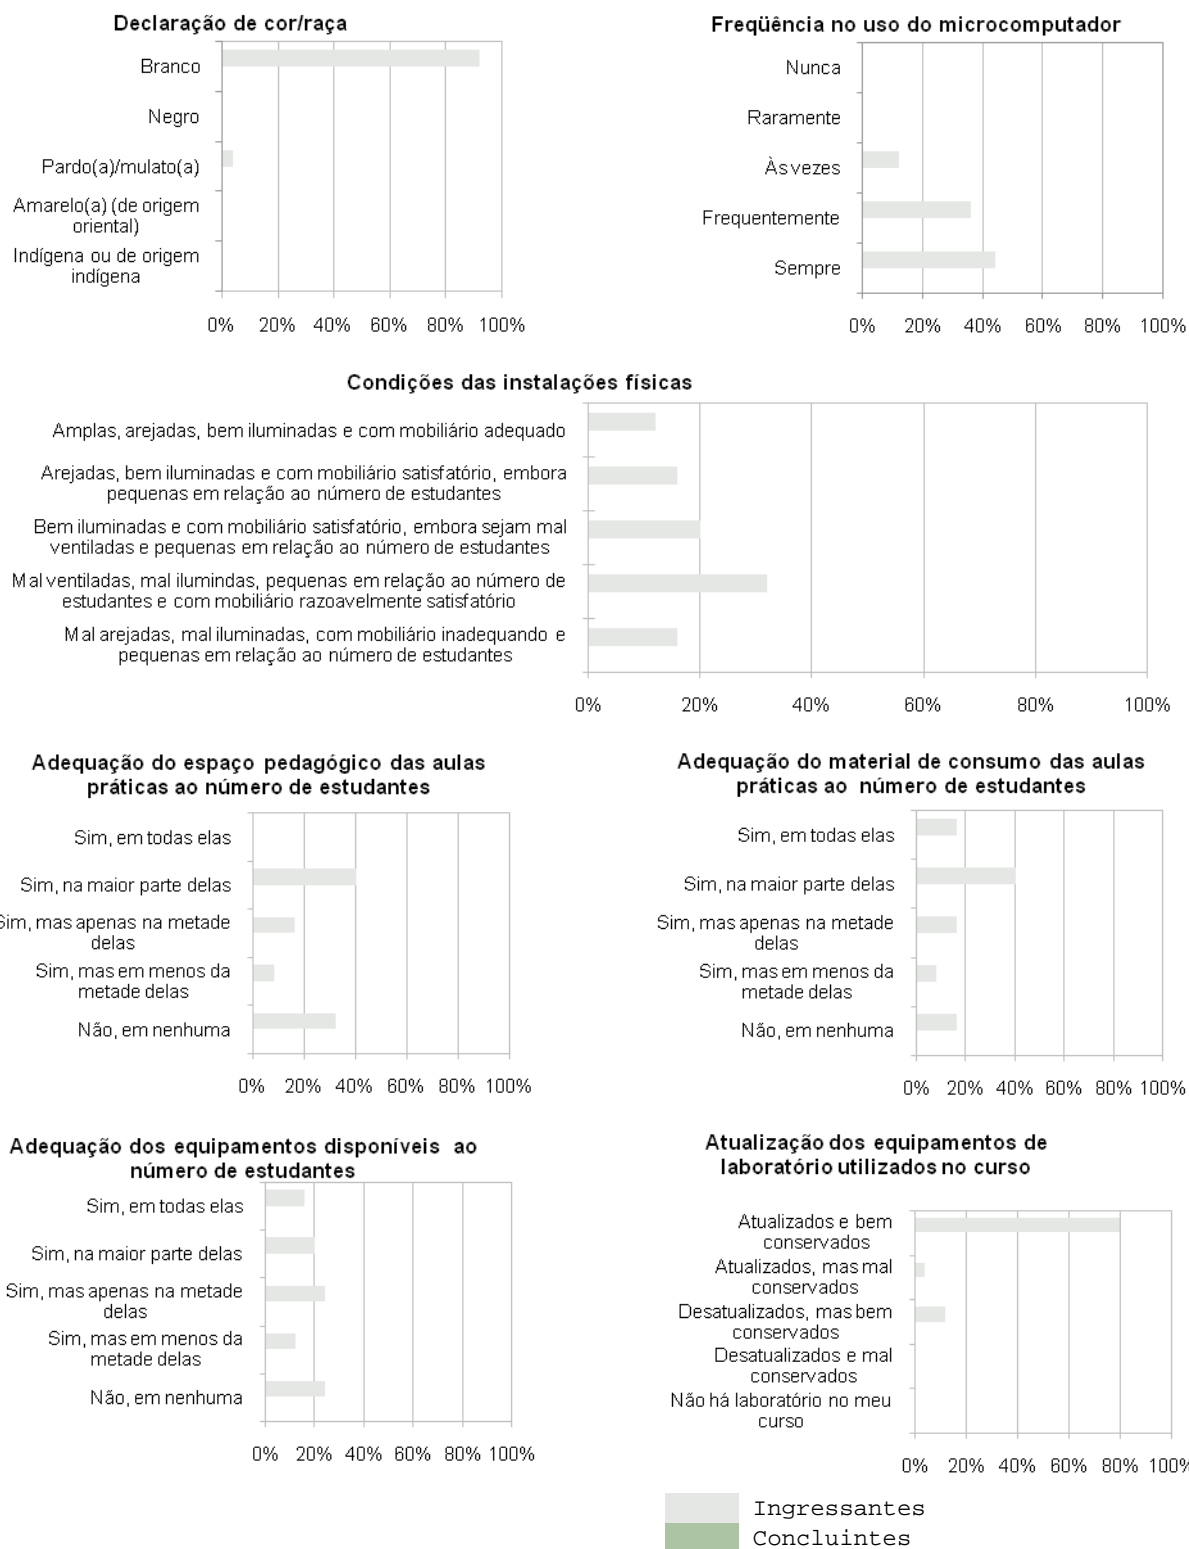 Declaração de cor/raça
Branco
Negro
Pardo(a)/mulato(a)
Amarelo(a) (de origem
oriental)
Indígena ou de origem
indígena
0% 20% 40% 60% 80% 100%
Freqüência no uso do microcomputador
Nunca
Raramente
Às vezes
Frequentemente
Sempre
0% 20% 40% 60% 80% 100%
Condições das instalações físicas
Amplas, arejadas, bem iluminadas e com mobiliário adequado
Arejadas, bem iluminadas e com mobiliário satisfatório, embora
pequenas em relação ao número de estudantes
Bem iluminadas e com mobiliário satisfatório, embora sejam mal
ventiladas e pequenas em relação ao número de estudantes
Mal ventiladas, mal ilumindas, pequenas em relação ao número de
estudantes e com mobiliário razoavelmente satisfatório
Mal arejadas, mal iluminadas, com mobiliário inadequando e
pequenas em relação ao número de estudantes
0% 20% 40% 60% 80% 100%
Adequação do espaço pedagógico das aulas
práticas ao número de estudantes
Sim, em todas elas
Sim, na maior parte delas
Sim, mas apenas na metade
delas
Sim, mas em menos da
metade delas
Não, em nenhuma
0% 20% 40% 60% 80% 100%
Adequação do material de consumo das aulas
práticas ao número de estudantes
Sim, em todas elas
Sim, na maior parte delas
Sim, mas apenas na metade
delas
Sim, mas em menos da
metade delas
Não, em nenhuma
0% 20% 40% 60% 80% 100%
Adequação dos equipamentos disponíveis ao
número de estudantes
Sim, em todas elas
Sim, na maior parte delas
Sim, mas apenas na metade
delas
Sim, mas em menos da
metade delas
Não, em nenhuma
0% 20% 40% 60% 80% 100%
Atualização dos equipamentos de
laboratório utilizados no curso
Atualizados e bem
conservados
Atualizados, mas mal
conservados
Desatualizados, mas bem
conservados
Desatualizados e mal
conservados
Não há laboratório no meu
curso
0% 20% 40% 60% 80% 100%
Ingressantes
Concluintes